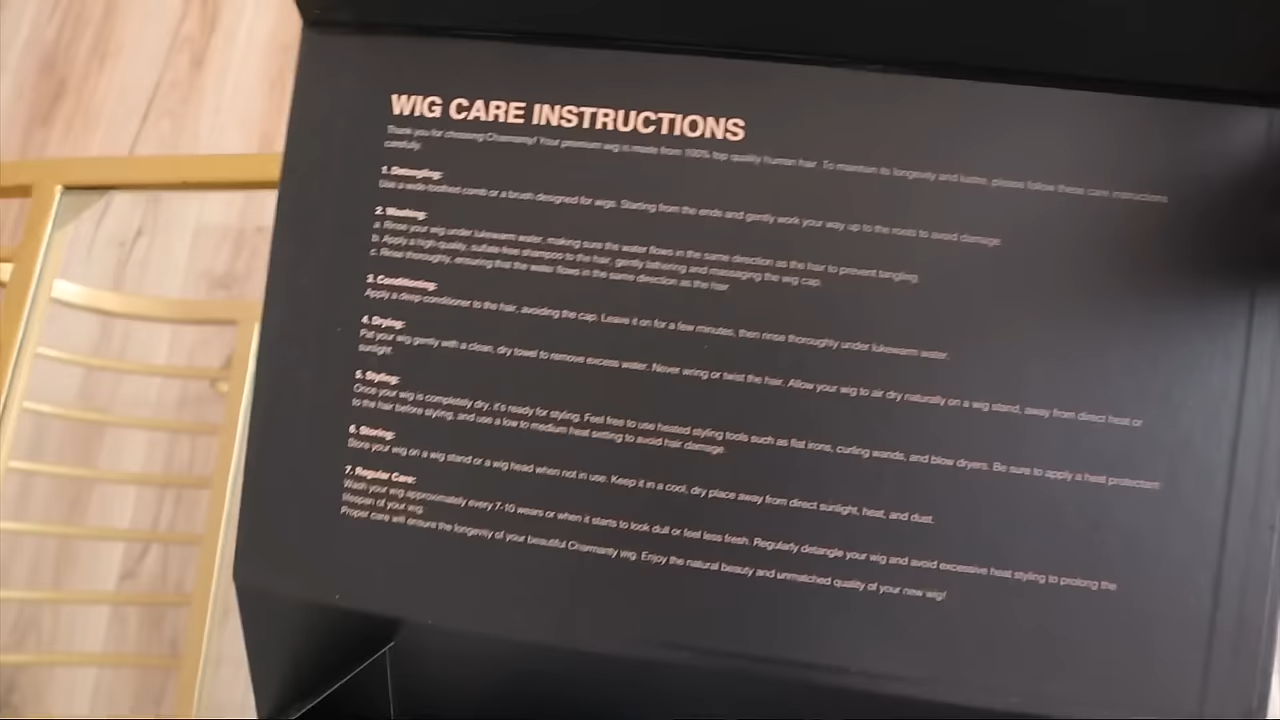 WIG CARE INSTRUCTIONS
Thank you for choosing Charmanty! Your premium wig is made from 100% top quality human hair. To maintain its longevity and lustre, please follow these care instructions
carefully.
1. Detangling:
Use a wide-toothed comb or a brush designed for wigs. Starting from the ends and gently work your way up to the roots to avoid damage.
2. Washing:
a. Rinse your wig under lukewarm water, making sure the water flows in the same direction as the hair to prevent tangling.
b. Apply a high-quality, sulfate-free shampoo to the hair, gently lathering and massaging the wig cap.
c. Rinse thoroughly, ensuring that the water flows in the same direction as the hair
3. Conditioning:
Apply a deep conditioner to the hair, avoiding the cap. Leave it on for a few minutes, then rinse thoroughly under lukewarm water.
4. Drying:
Pat your wig gently with a clean, dry towel to remove excess water. Never wring or twist the hair. Allow your wig to air dry naturally on a wig stand, away from direct heat or
sunlight.
5. Styling:
Once your wig is completely dry, it's ready for styling. Feel free to use heated styling tools such as flat irons, curling wands, and blow dryers. Be sure to apply a heat protectant
to the hair before styling, and use a low to medium heat setting to avoid hair damage.
6. Storing:
Store your wig on a wig stand or a wig head when not in use. Keep it in a cool, dry place away from direct sunlight, heat, and dust.
7. Regular Care:
Wash your wig approximately every 7-10 wears or when it starts to look dull or feel less fresh. Regularly detangle your wig and avoid excessive heat styling to prolong the
lifespan of your wig.
Proper care will ensure the longevity of your beautiful Charmanty wig. Enjoy the natural beauty and unmatched quality of your new wig!